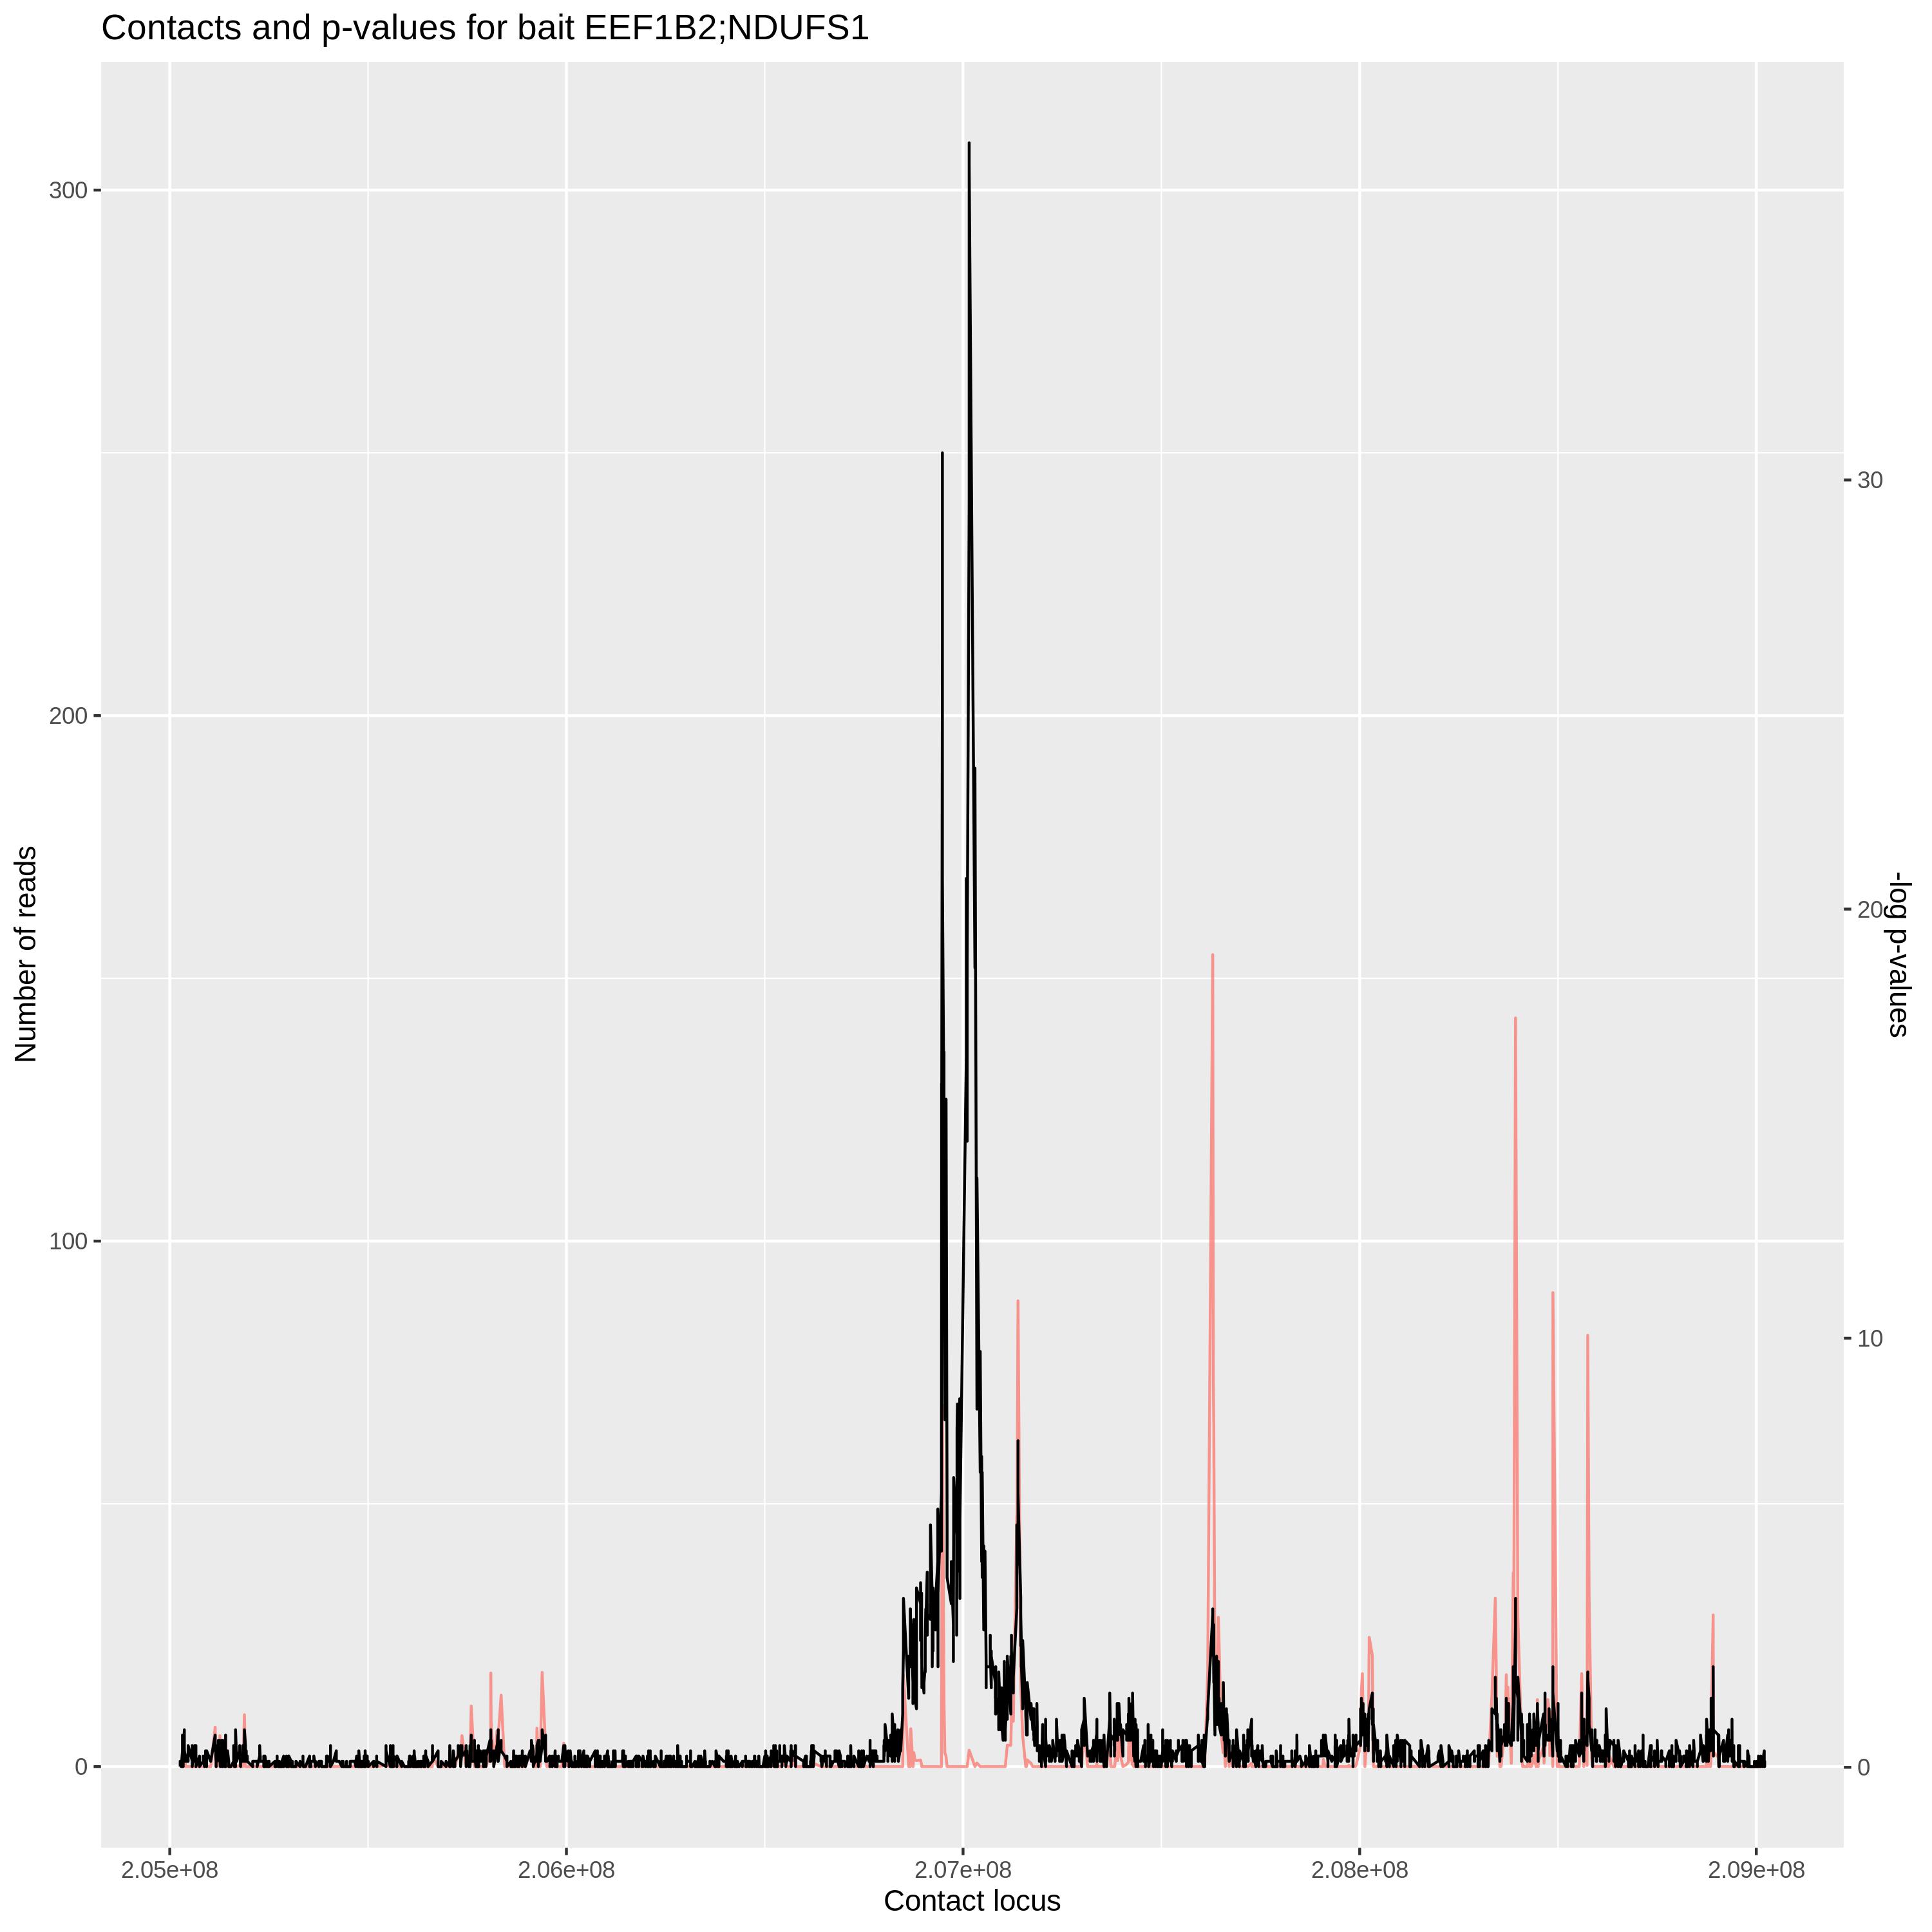 Contacts and p-values for bait EEF1B2;NDUFS1
300
200
100
0
Number of reads
30
20
10
0
-log p-values
2.05e+08 2.06e+08 2.07e+08 2.08e+08 2.09e+08
Contact locus